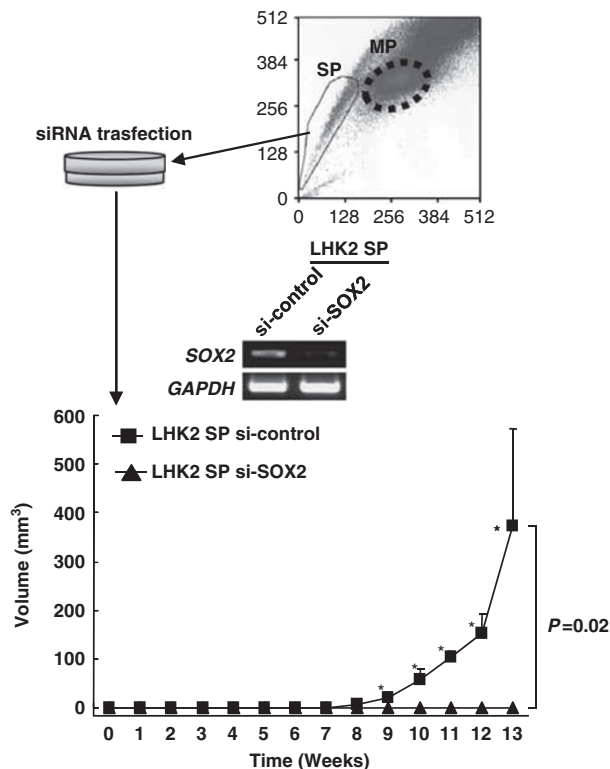 512
384
256
128
0
MP
SP
0 128 256 384 512
siRNA trasfection
LHK2 SP
si-control
si-SOX2
SOX2
GAPDH
600
500
400
300
200
100
0
Volume (mm³)
LHK2 SP si-control
LHK2 SP si-SOX2
* * * * *
P=0.02
0 1 2 3 4 5 6 7 8 9 10 11 12 13
Time (Weeks)